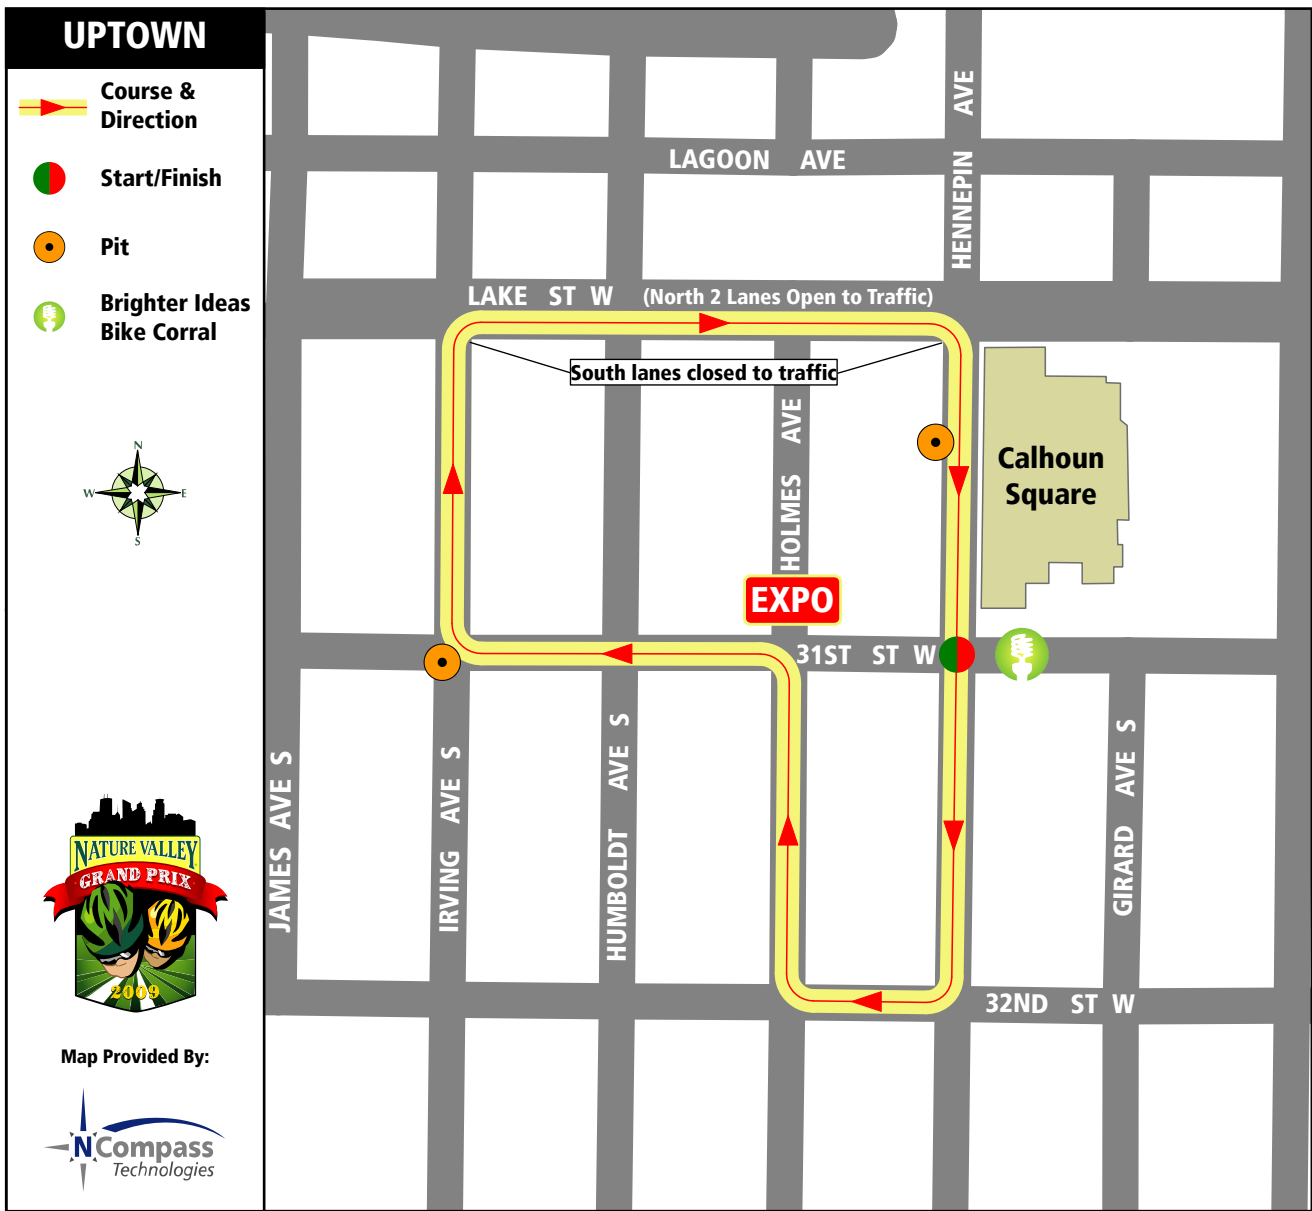 UPTOWN
Course &
Direction
Start/Finish
Pit
Brighter Ideas
Bike Corral
N
W E
S
NATURE VALLEY
GRAND PRIX
2009
Map Provided By:
NCompass
Technologies
LAGOON AVE
HENNEPIN AVE
LAKE ST W (North 2 Lanes Open to Traffic)
South lanes closed to traffic
HOLMES AVE
Calhoun
Square
EXPO
31ST ST W
JAMES AVE S
IRVING AVE S
HUMBOLDT AVE S
GIRARD AVE S
32ND ST W